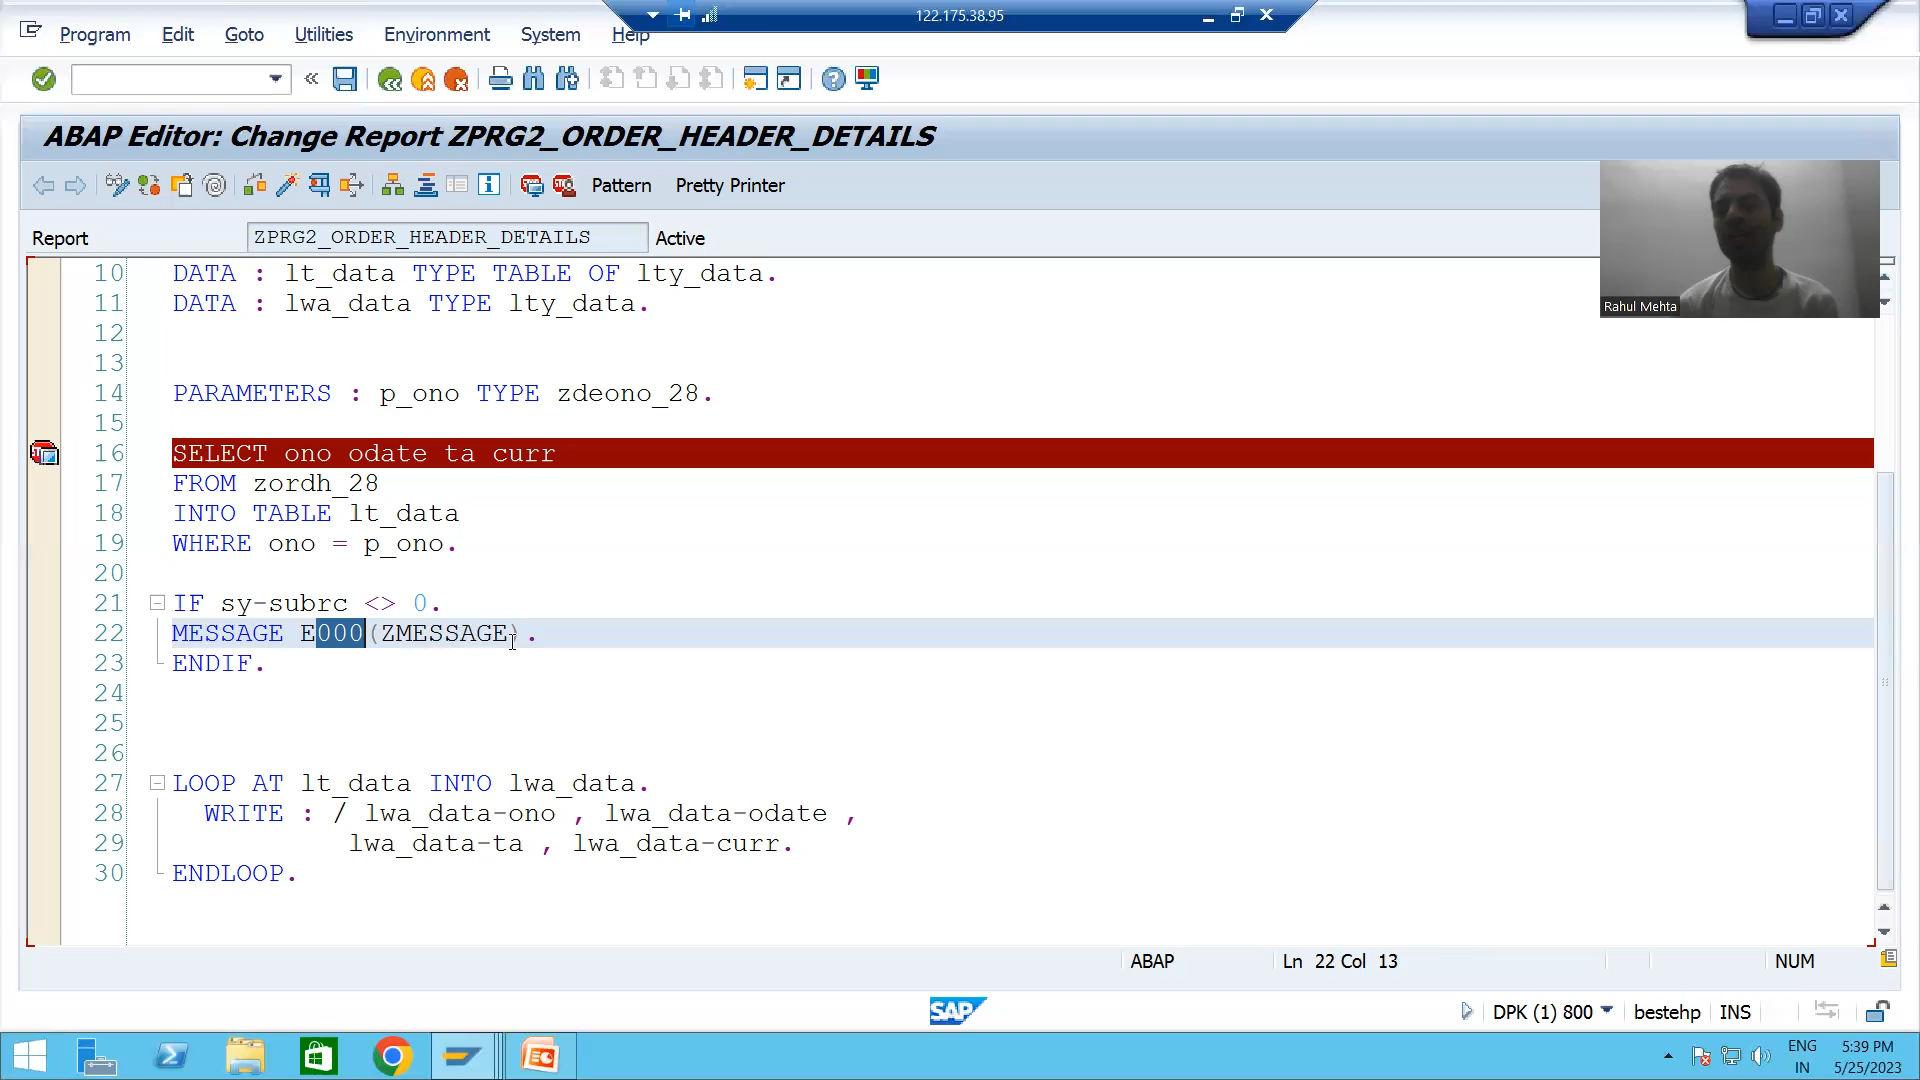 122.175.38.95
Program Edit Goto Utilities Environment System Help
ABAP Editor: Change Report ZPRG2_ORDER_HEADER_DETAILS
Pattern Pretty Printer
Report ZPRG2_ORDER_HEADER_DETAILS Active
Rahul Mehta
10 DATA : lt_data TYPE TABLE OF lty_data.
11 DATA : lwa_data TYPE lty_data.
12
13
14 PARAMETERS : p_ono TYPE zdeono_28.
15
16 SELECT ono odate ta curr
17 FROM zordh_28
18 INTO TABLE lt_data
19 WHERE ono = p_ono.
20
21 IF sy-subrc <> 0.
22 MESSAGE E000(ZMESSAGE).
23 ENDIF.
24
25
26
27 LOOP AT lt_data INTO lwa_data.
28 WRITE : / lwa_data-ono , lwa_data-odate ,
29 lwa_data-ta , lwa_data-curr.
30 ENDLOOP.
ABAP Ln 22 Col 13 NUM
SAP DPK (1) 800 bestehp INS
ENG 5:39 PM
IN 5/25/2023